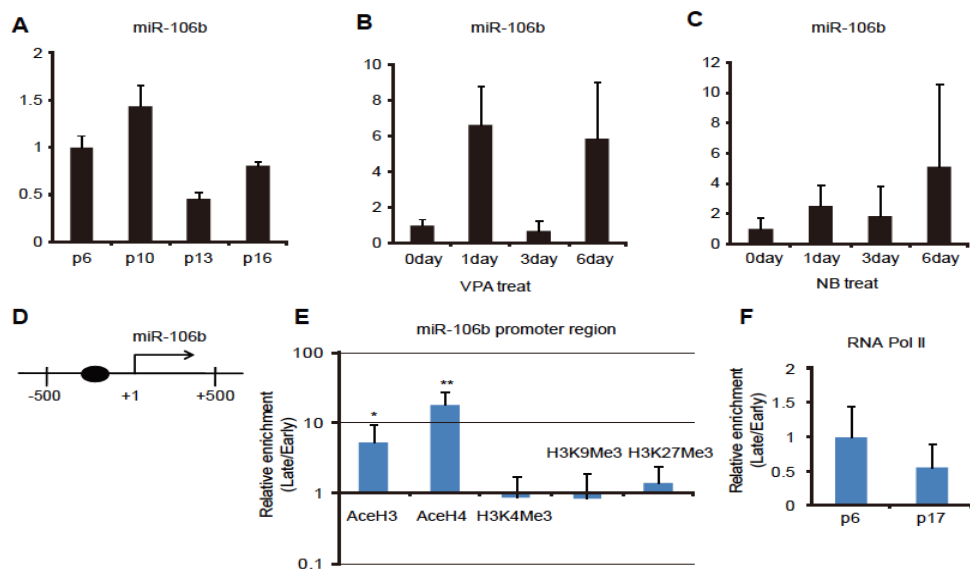 A
miR-106b
2
1.5
1
0.5
0
p6 p10 p13 p16
B
miR-106b
10
8
6
4
2
0
0day 1day 3day 6day
VPA treat
C
miR-106b
12
10
8
6
4
2
0
0day 1day 3day 6day
NB treat
D
miR-106b
-500 +1 +500
E
miR-106b promoter region
Relative enrichment
(Late/Early)
100
10
1
0.1
*
**
H3K9Me3 H3K27Me3
AceH3 AceH4 H3K4Me3
F
RNA Pol II
Relative enrichment
(Late/Early)
2
1.5
1
0.5
0
p6 p17